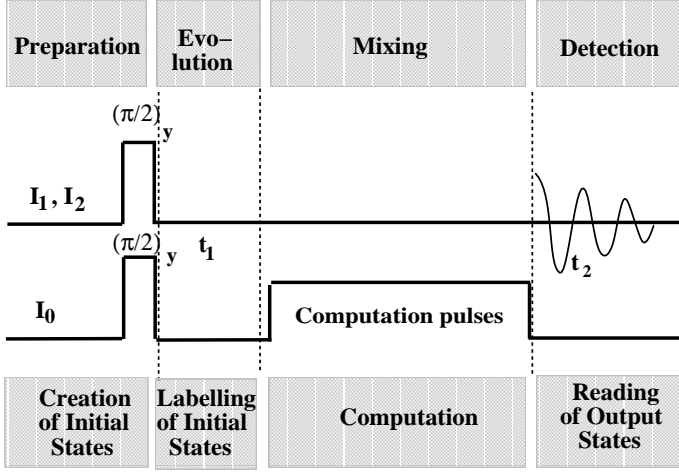 Preparation
Evo–
lution
Mixing
Detection
(π/2)y
I1, I2
t1
t2
(π/2)y
I0
Computation pulses
Creation
of Initial
States
Labelling
of Initial
States
Computation
Reading
of Output
States